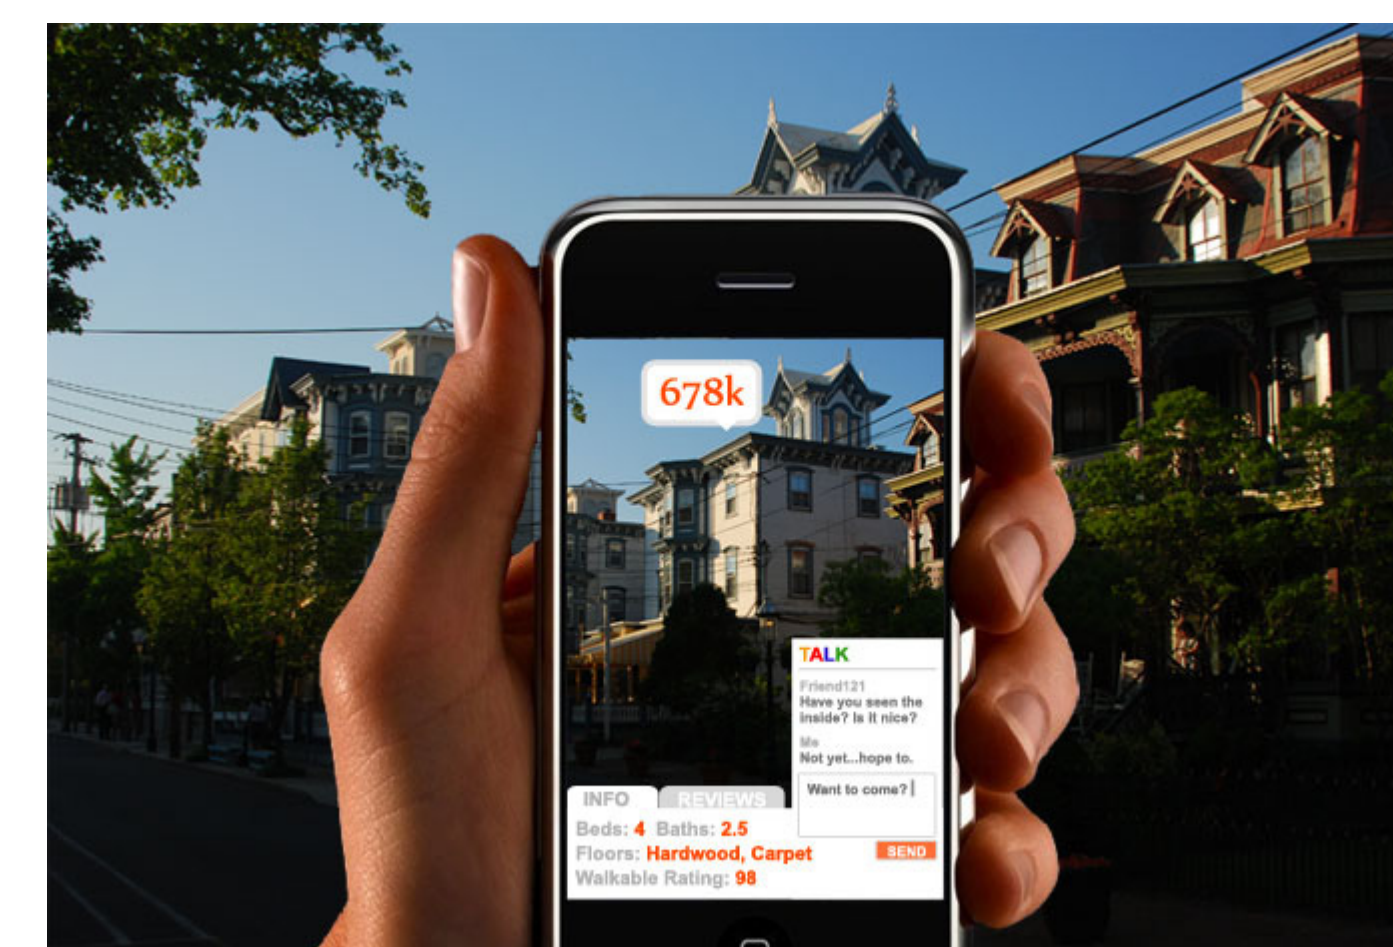 678k
TALK
Friend121
Have you seen the
inside? Is it nice?
Me
Not yet...hope to.
Want to come?
SEND
INFO REVIEWS
Beds: 4 Baths: 2.5
Floors: Hardwood, Carpet
Walkable Rating: 98